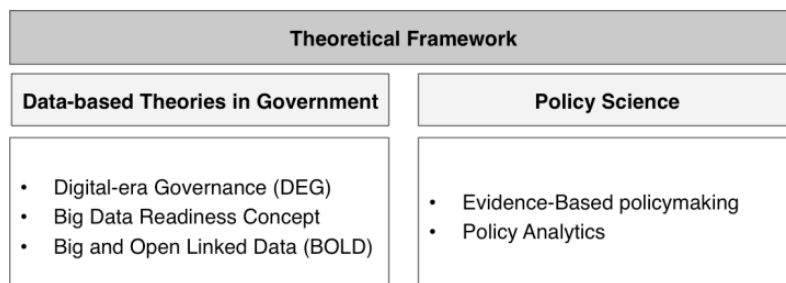 Theoretical Framework
Data-based Theories in Government
Policy Science
• Digital-era Governance (DEG)
• Big Data Readiness Concept
• Big and Open Linked Data (BOLD)
• Evidence-Based policymaking
• Policy Analytics